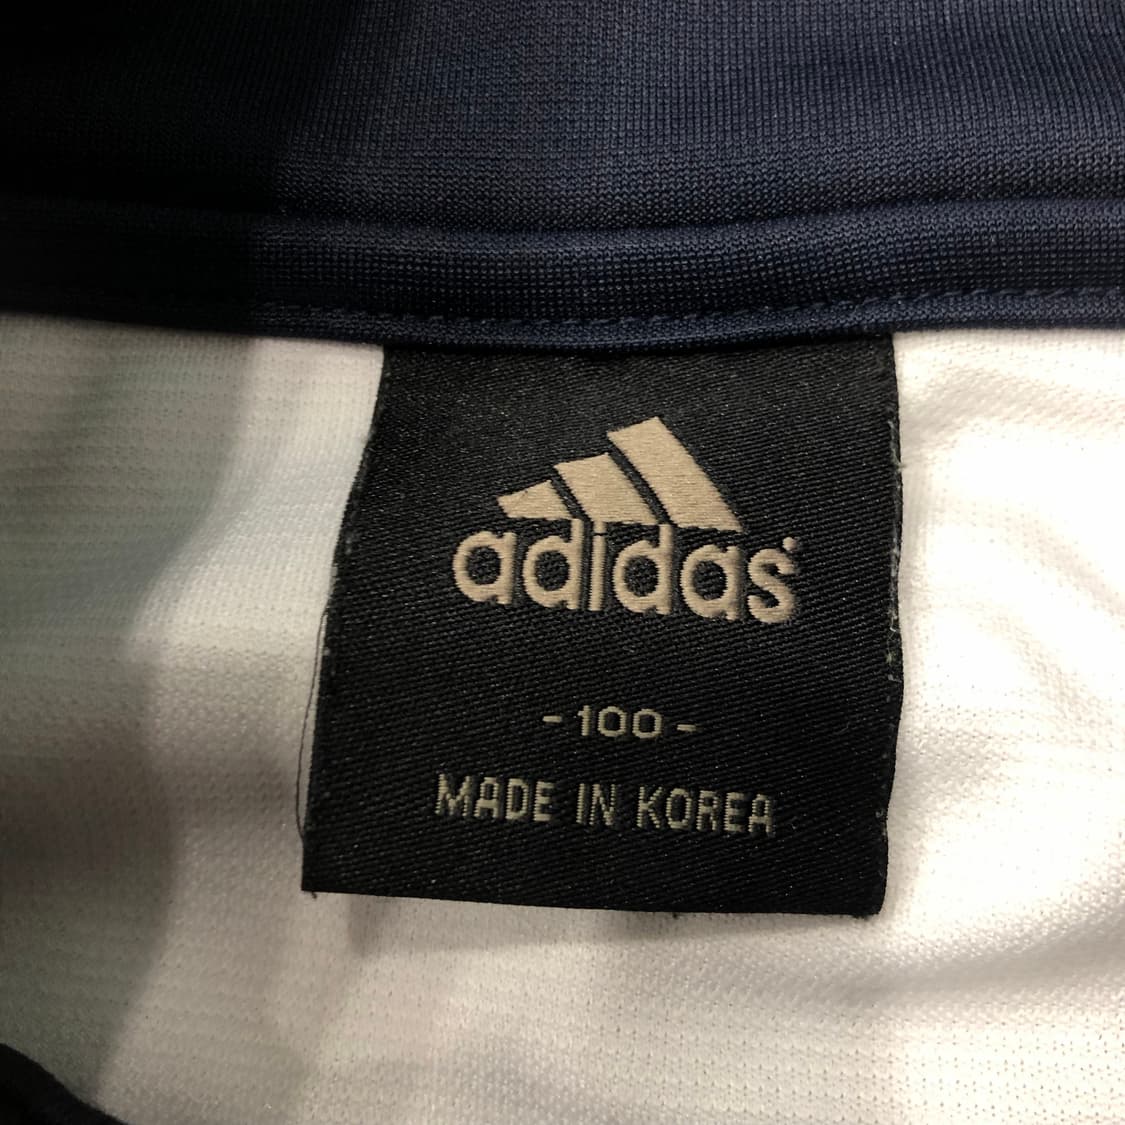 adidas
- 100 -
MADE IN KOREA